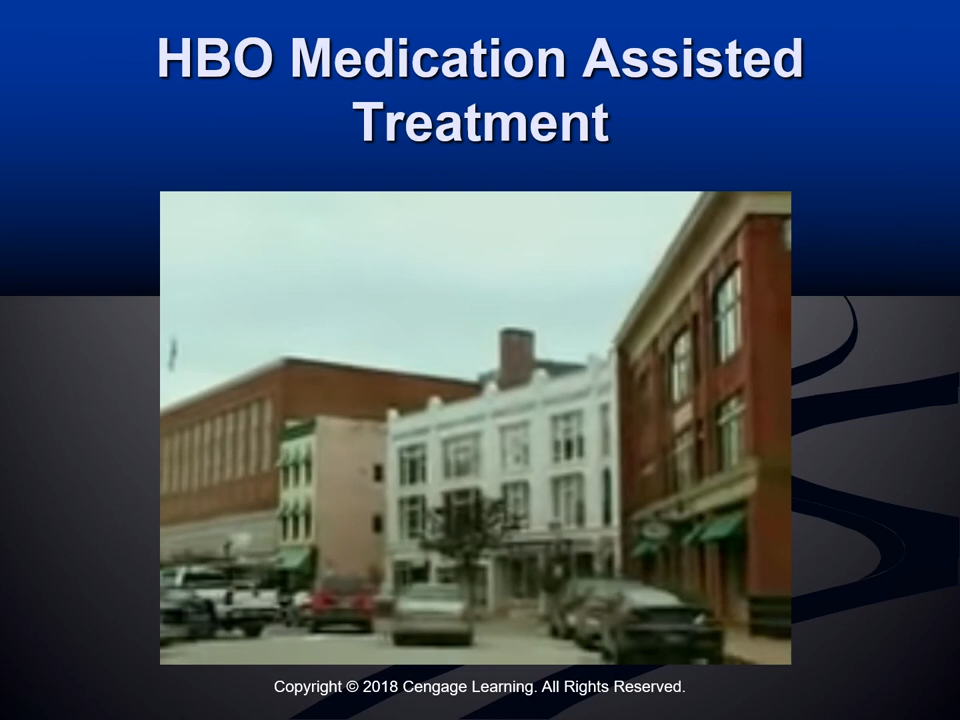 HBO Medication Assisted
Treatment
Copyright © 2018 Cengage Learning. All Rights Reserved.